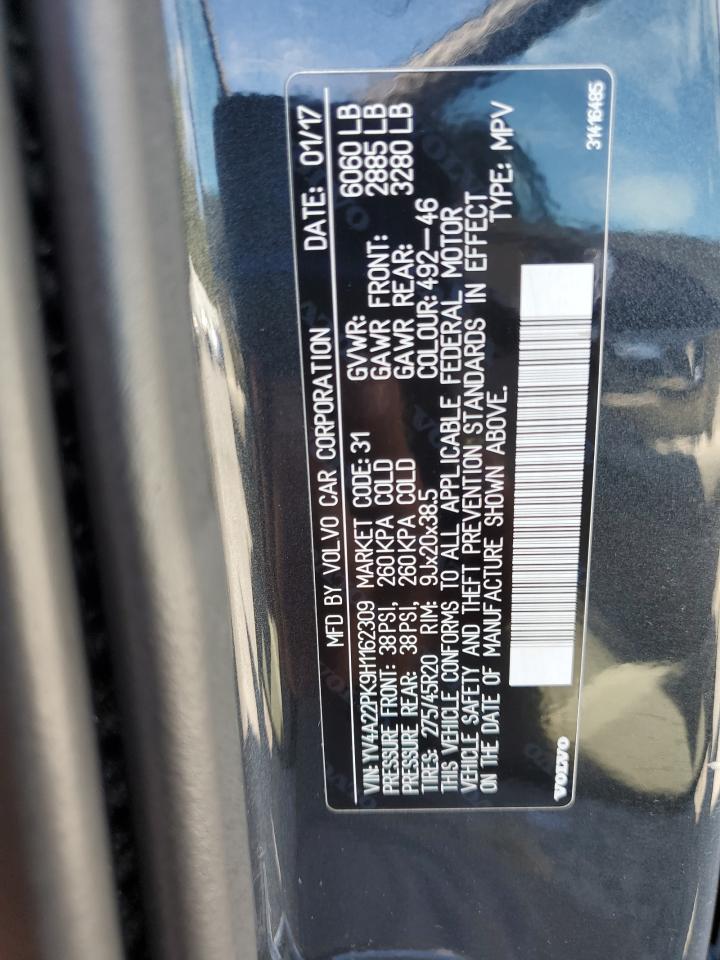 MFD BY VOLVO CAR CORPORATION DATE: 01/17
VIN: YV4A22PK9H1162309 MARKET CODE: 31 GVWR: 6060 LB
PRESSURE FRONT: 38PSI, 260KPA COLD GAWR FRONT: 2885 LB
PRESSURE REAR: 38PSI, 260KPA COLD GAWR REAR: 3280 LB
TIRES: 275/45R20 RIM: 9Jx20x38.5 COLOUR: 492-46
THIS VEHICLE CONFORMS TO ALL APPLICABLE FEDERAL MOTOR
VEHICLE SAFETY AND THEFT PREVENTION STANDARDS IN EFFECT
ON THE DATE OF MANUFACTURE SHOWN ABOVE. TYPE: MPV
VOLVO 31416485